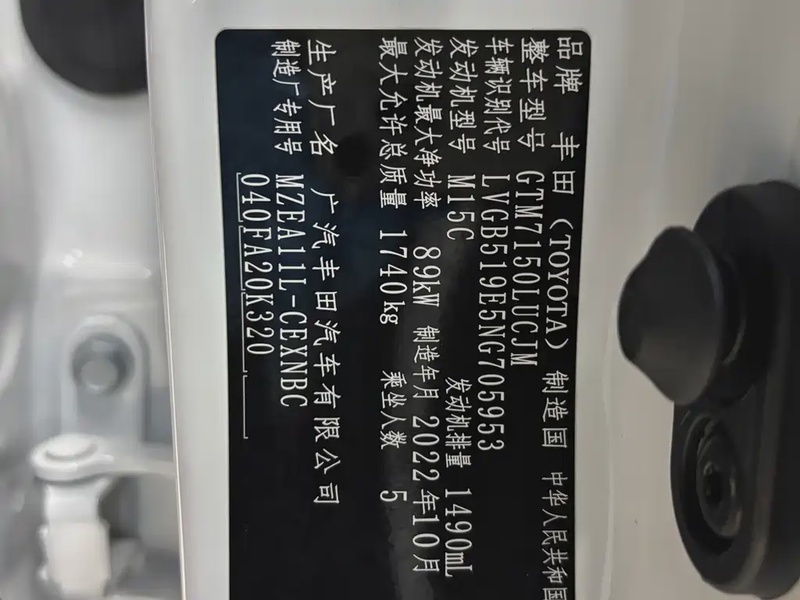 品牌 丰田（TOYOTA） 制造国 中华人民共和国
整车型号 GTM7150LUCJM
车辆识别代号 LVGB519E5NG705953
发动机型号 M15C 发动机排量 1490mL
发动机最大净功率 89kW 制造年月 2022年10月
最大允许总质量 1740kg 乘坐人数 5
生产厂名 广汽丰田汽车有限公司
制造厂专用号 MZEA11L-CEXNBC
040,FA20K320